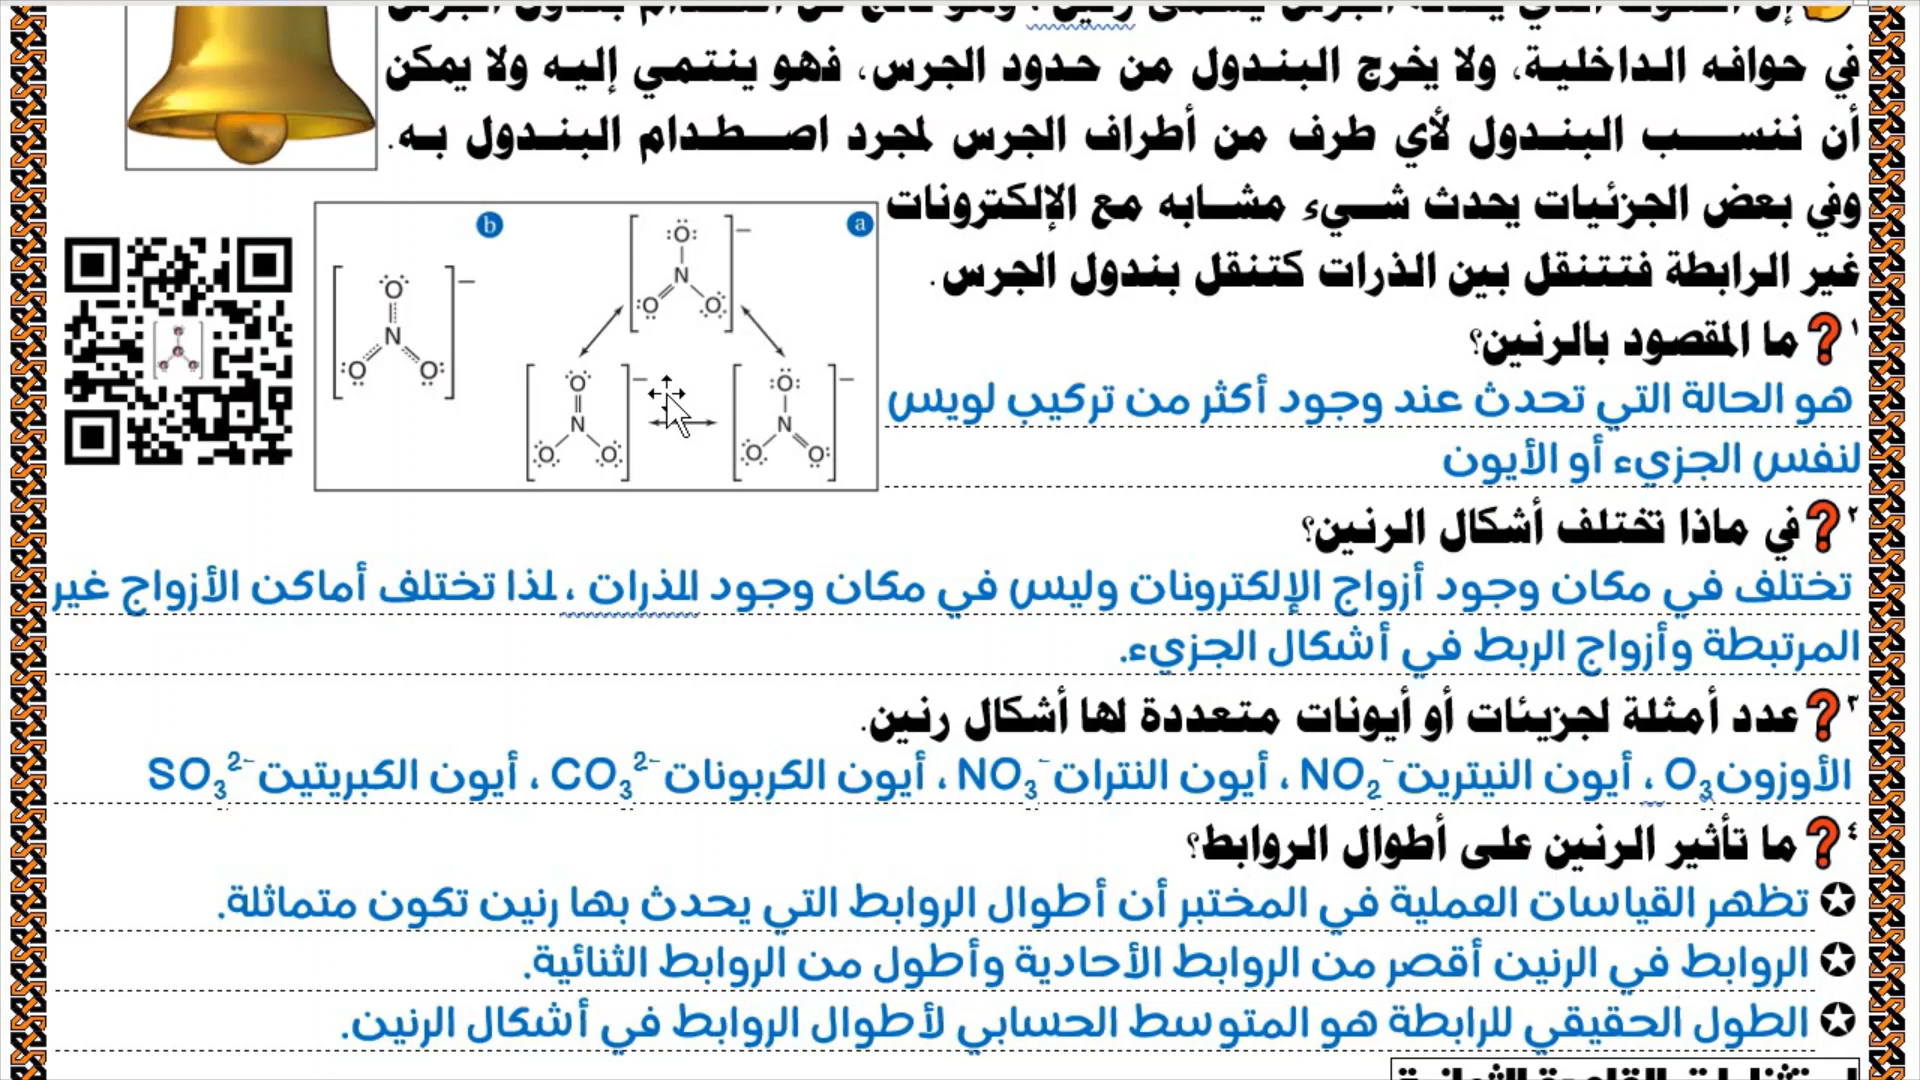 في حوافه الداخلية، ولا يخرج البندول من حدود الجرس، فهو ينتمي إليه ولا يمكن
أن ننسب البندول لأي طرف من أطراف الجرس لمجرد اصطدام البندول به.
وفي بعض الجزئيات يحدث شيء مشابه مع الإلكترونات
غير الرابطة فتتنقل بين الذرات كتنقل بندول الجرس.
b
a
O
N
O
O
−
O
N
O
O
−
O
N
O
O
−
O
N
O
O
−
١ ❓ ما المقصود بالرنين؟
هو الحالة التي تحدث عند وجود أكثر من تركيب لويس
لنفس الجزيء أو الأيون
٢ ❓ في ماذا تختلف أشكال الرنين؟
تختلف في مكان وجود أزواج الإلكترونات وليس في مكان وجود الذرات ، لذا تختلف أماكن الأزواج غير
المرتبطة وأزواج الربط في أشكال الجزيء.
٣ ❓ عدد أمثلة لجزيئات أو أيونات متعددة لها أشكال رنين.
الأوزون O₃ ، أيون النيتريت NO₂⁻ ، أيون النترات NO₃⁻ ، أيون الكربونات CO₃²⁻ ، أيون الكبريتيت SO₃²⁻
٤ ❓ ما تأثير الرنين على أطوال الروابط؟
✪ تظهر القياسات العملية في المختبر أن أطوال الروابط التي يحدث بها رنين تكون متماثلة.
✪ الروابط في الرنين أقصر من الروابط الأحادية وأطول من الروابط الثنائية.
✪ الطول الحقيقي للرابطة هو المتوسط الحسابي لأطوال الروابط في أشكال الرنين.